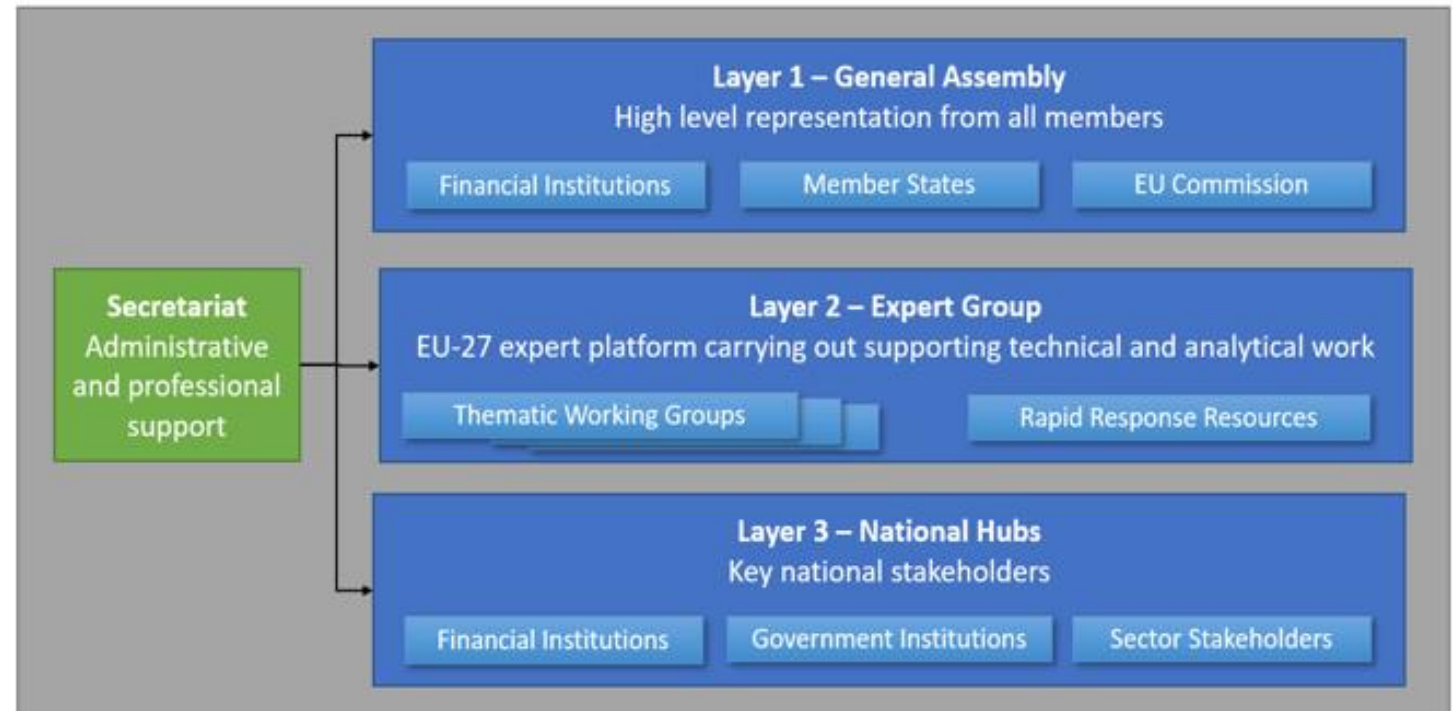 Layer 1 – General Assembly
High level representation from all members
Financial Institutions
Member States
EU Commission
Secretariat
Administrative
and professional
support
Layer 2 – Expert Group
EU-27 expert platform carrying out supporting technical and analytical work
Thematic Working Groups
Rapid Response Resources
Layer 3 – National Hubs
Key national stakeholders
Financial Institutions
Government Institutions
Sector Stakeholders